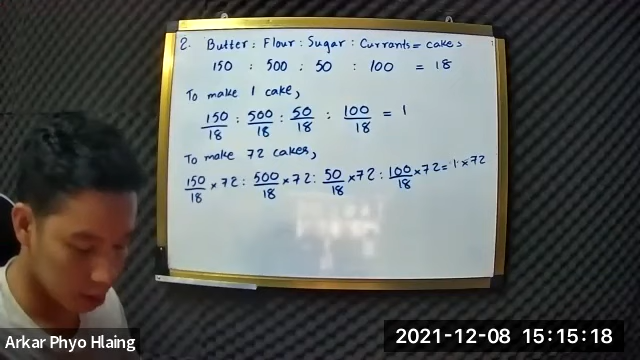 2. Butter : Flour : Sugar : Currants = cakes
150 : 500 : 50 : 100 = 18
To make 1 cake,
150/18 : 500/18 : 50/18 : 100/18 = 1
To make 72 cakes,
150/18 × 72 : 500/18 × 72 : 50/18 × 72 : 100/18 × 72 = 1 × 72
Arkar Phyo Hlaing
2021-12-08 15:15:18